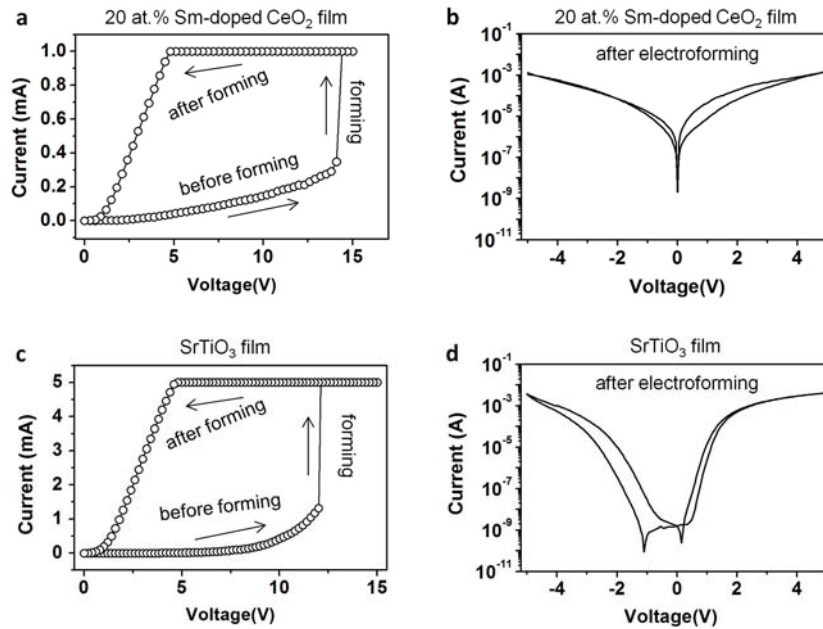 a
20 at.% Sm-doped CeO₂ film
Current (mA)
1.0
0.8
0.6
0.4
0.2
0.0
after forming
forming
before forming
0 5 10 15
Voltage(V)
b
20 at.% Sm-doped CeO₂ film
Current (A)
10⁻¹
10⁻³
10⁻⁵
10⁻⁷
10⁻⁹
10⁻¹¹
after electroforming
-4 -2 0 2 4
Voltage(V)
c
SrTiO₃ film
Current (mA)
5
4
3
2
1
0
after forming
forming
before forming
0 5 10 15
Voltage(V)
d
SrTiO₃ film
Current (A)
10⁻¹
10⁻³
10⁻⁵
10⁻⁷
10⁻⁹
10⁻¹¹
after electroforming
-4 -2 0 2 4
Voltage(V)